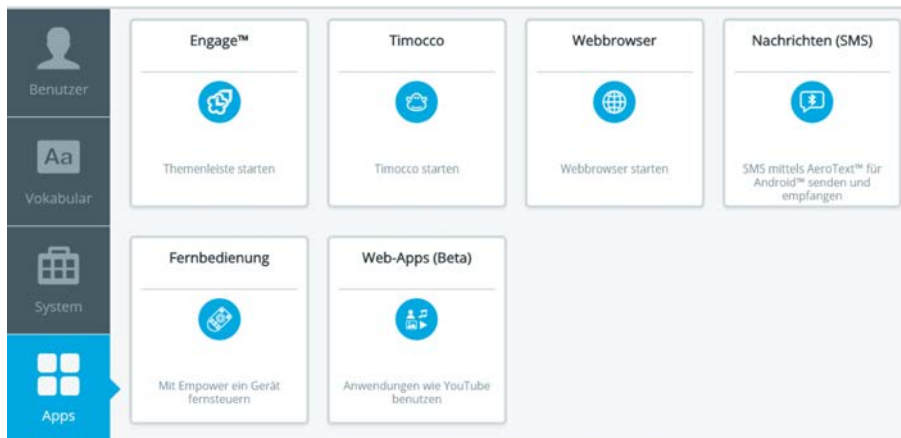 Benutzer
Aa
Vokabular
System
Apps
Engage™
Themenleiste starten
Timocco
Timocco starten
Webbrowser
Webbrowser starten
Nachrichten (SMS)
SMS mittels AeroText™ für
Android™ senden und
empfangen
Fernbedienung
Mit Empower ein Gerät
fernsteuern
Web-Apps (Beta)
Anwendungen wie YouTube
benutzen